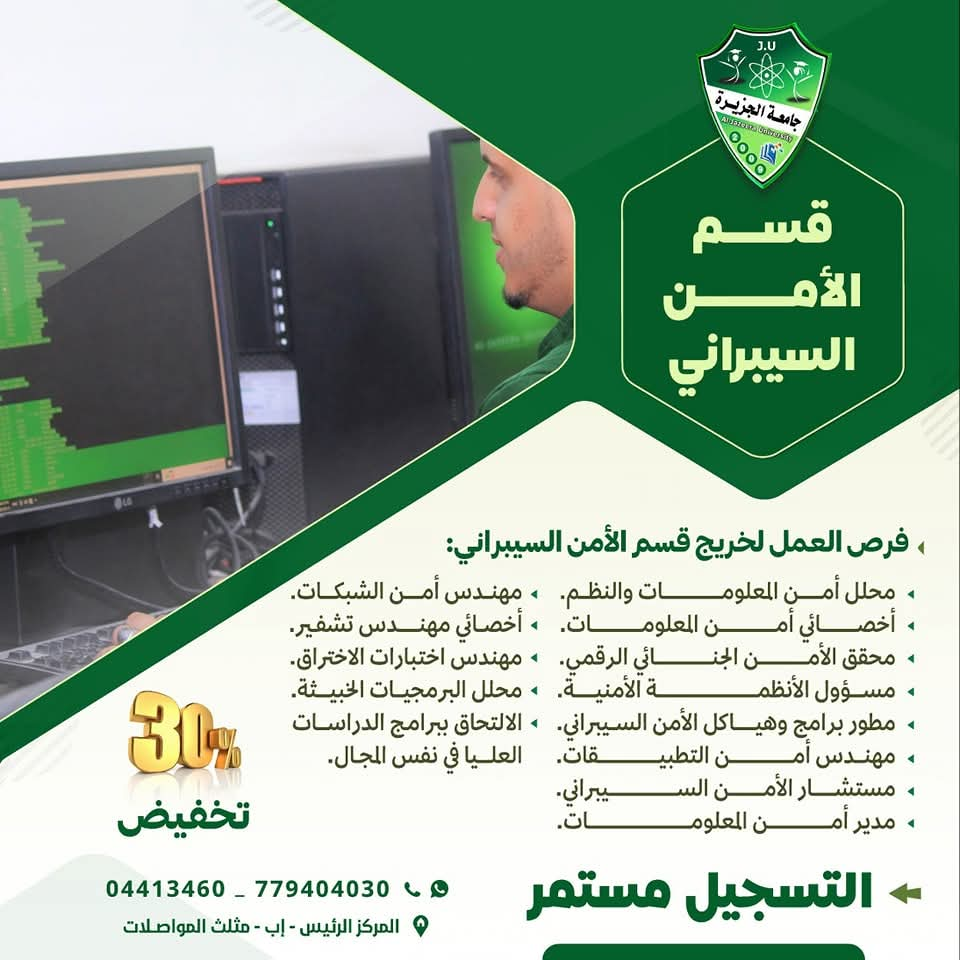 J.U
جامعة الجزيرة
Al-Jazeera University
2009
قسم
الأمن
السيبراني
LG
فرص العمل لخريج قسم الأمن السيبراني:
محلل أمن المعلومات والنظم.
أخصائي أمن المعلومات.
محقق الأمن الجنائي الرقمي.
مسؤول الأنظمة الأمنية.
مطور برامج وهياكل الأمن السيبراني.
مهندس أمن التطبيقات.
مستشار الأمن السيبراني.
مدير أمن المعلومات.
مهندس أمن الشبكات.
أخصائي مهندس تشفير.
مهندس اختبارات الاختراق.
محلل البرمجيات الخبيثة.
الالتحاق ببرامج الدراسات
العليا في نفس المجال.
30%
تخفيض
التسجيل مستمر
04413460 _ 779404030
المركز الرئيس - إب - مثلث المواصلات